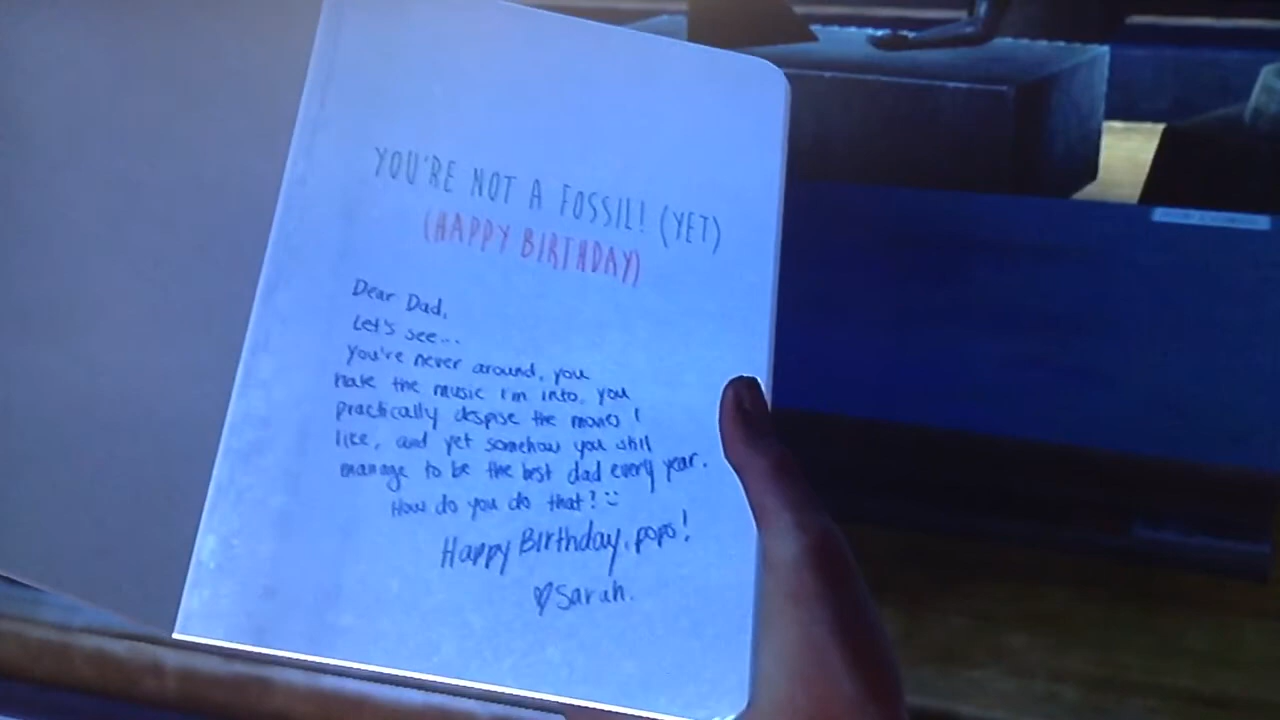 YOU'RE NOT A FOSSIL! (YET)
(HAPPY BIRTHDAY)
Dear Dad,
Let's see...
You're never around, you
hate the music I'm into, you
practically despise the movies I
like, and yet somehow you still
manage to be the best dad every year.
How do you do that? :)
Happy Birthday, pops!
♡Sarah.